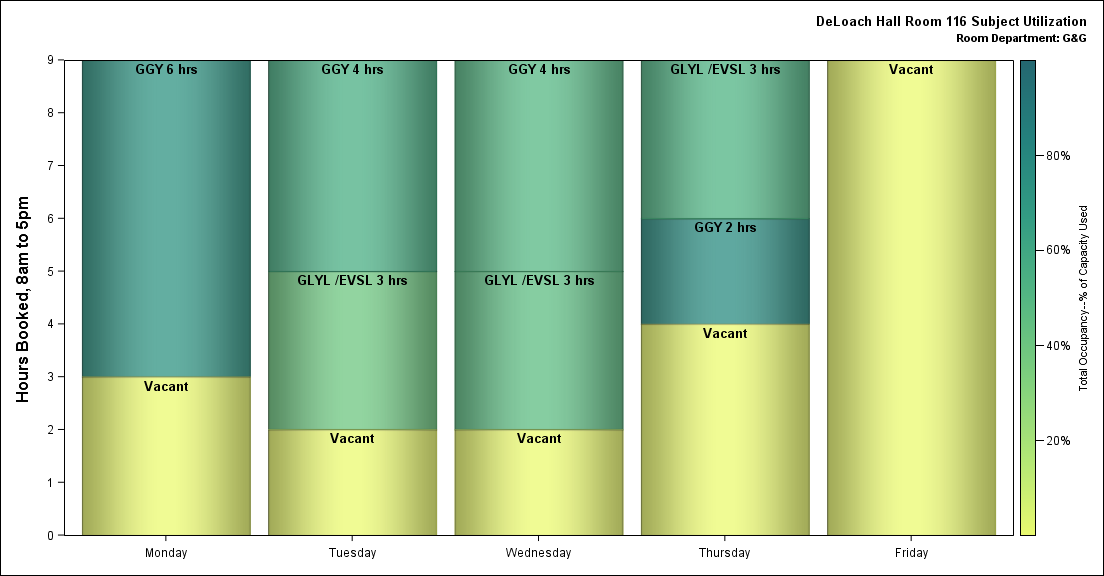 DeLoach Hall Room 116 Subject Utilization
Room Department: G&G
Hours Booked, 8am to 5pm
9
8
7
6
5
4
3
2
1
0
GGY 6 hrs
Vacant
GGY 4 hrs
GLYL /EVSL 3 hrs
Vacant
GGY 4 hrs
GLYL /EVSL 3 hrs
Vacant
GLYL /EVSL 3 hrs
GGY 2 hrs
Vacant
Vacant
Monday
Tuesday
Wednesday
Thursday
Friday
80%
60%
40%
20%
Total Occupancy--% of Capacity Used